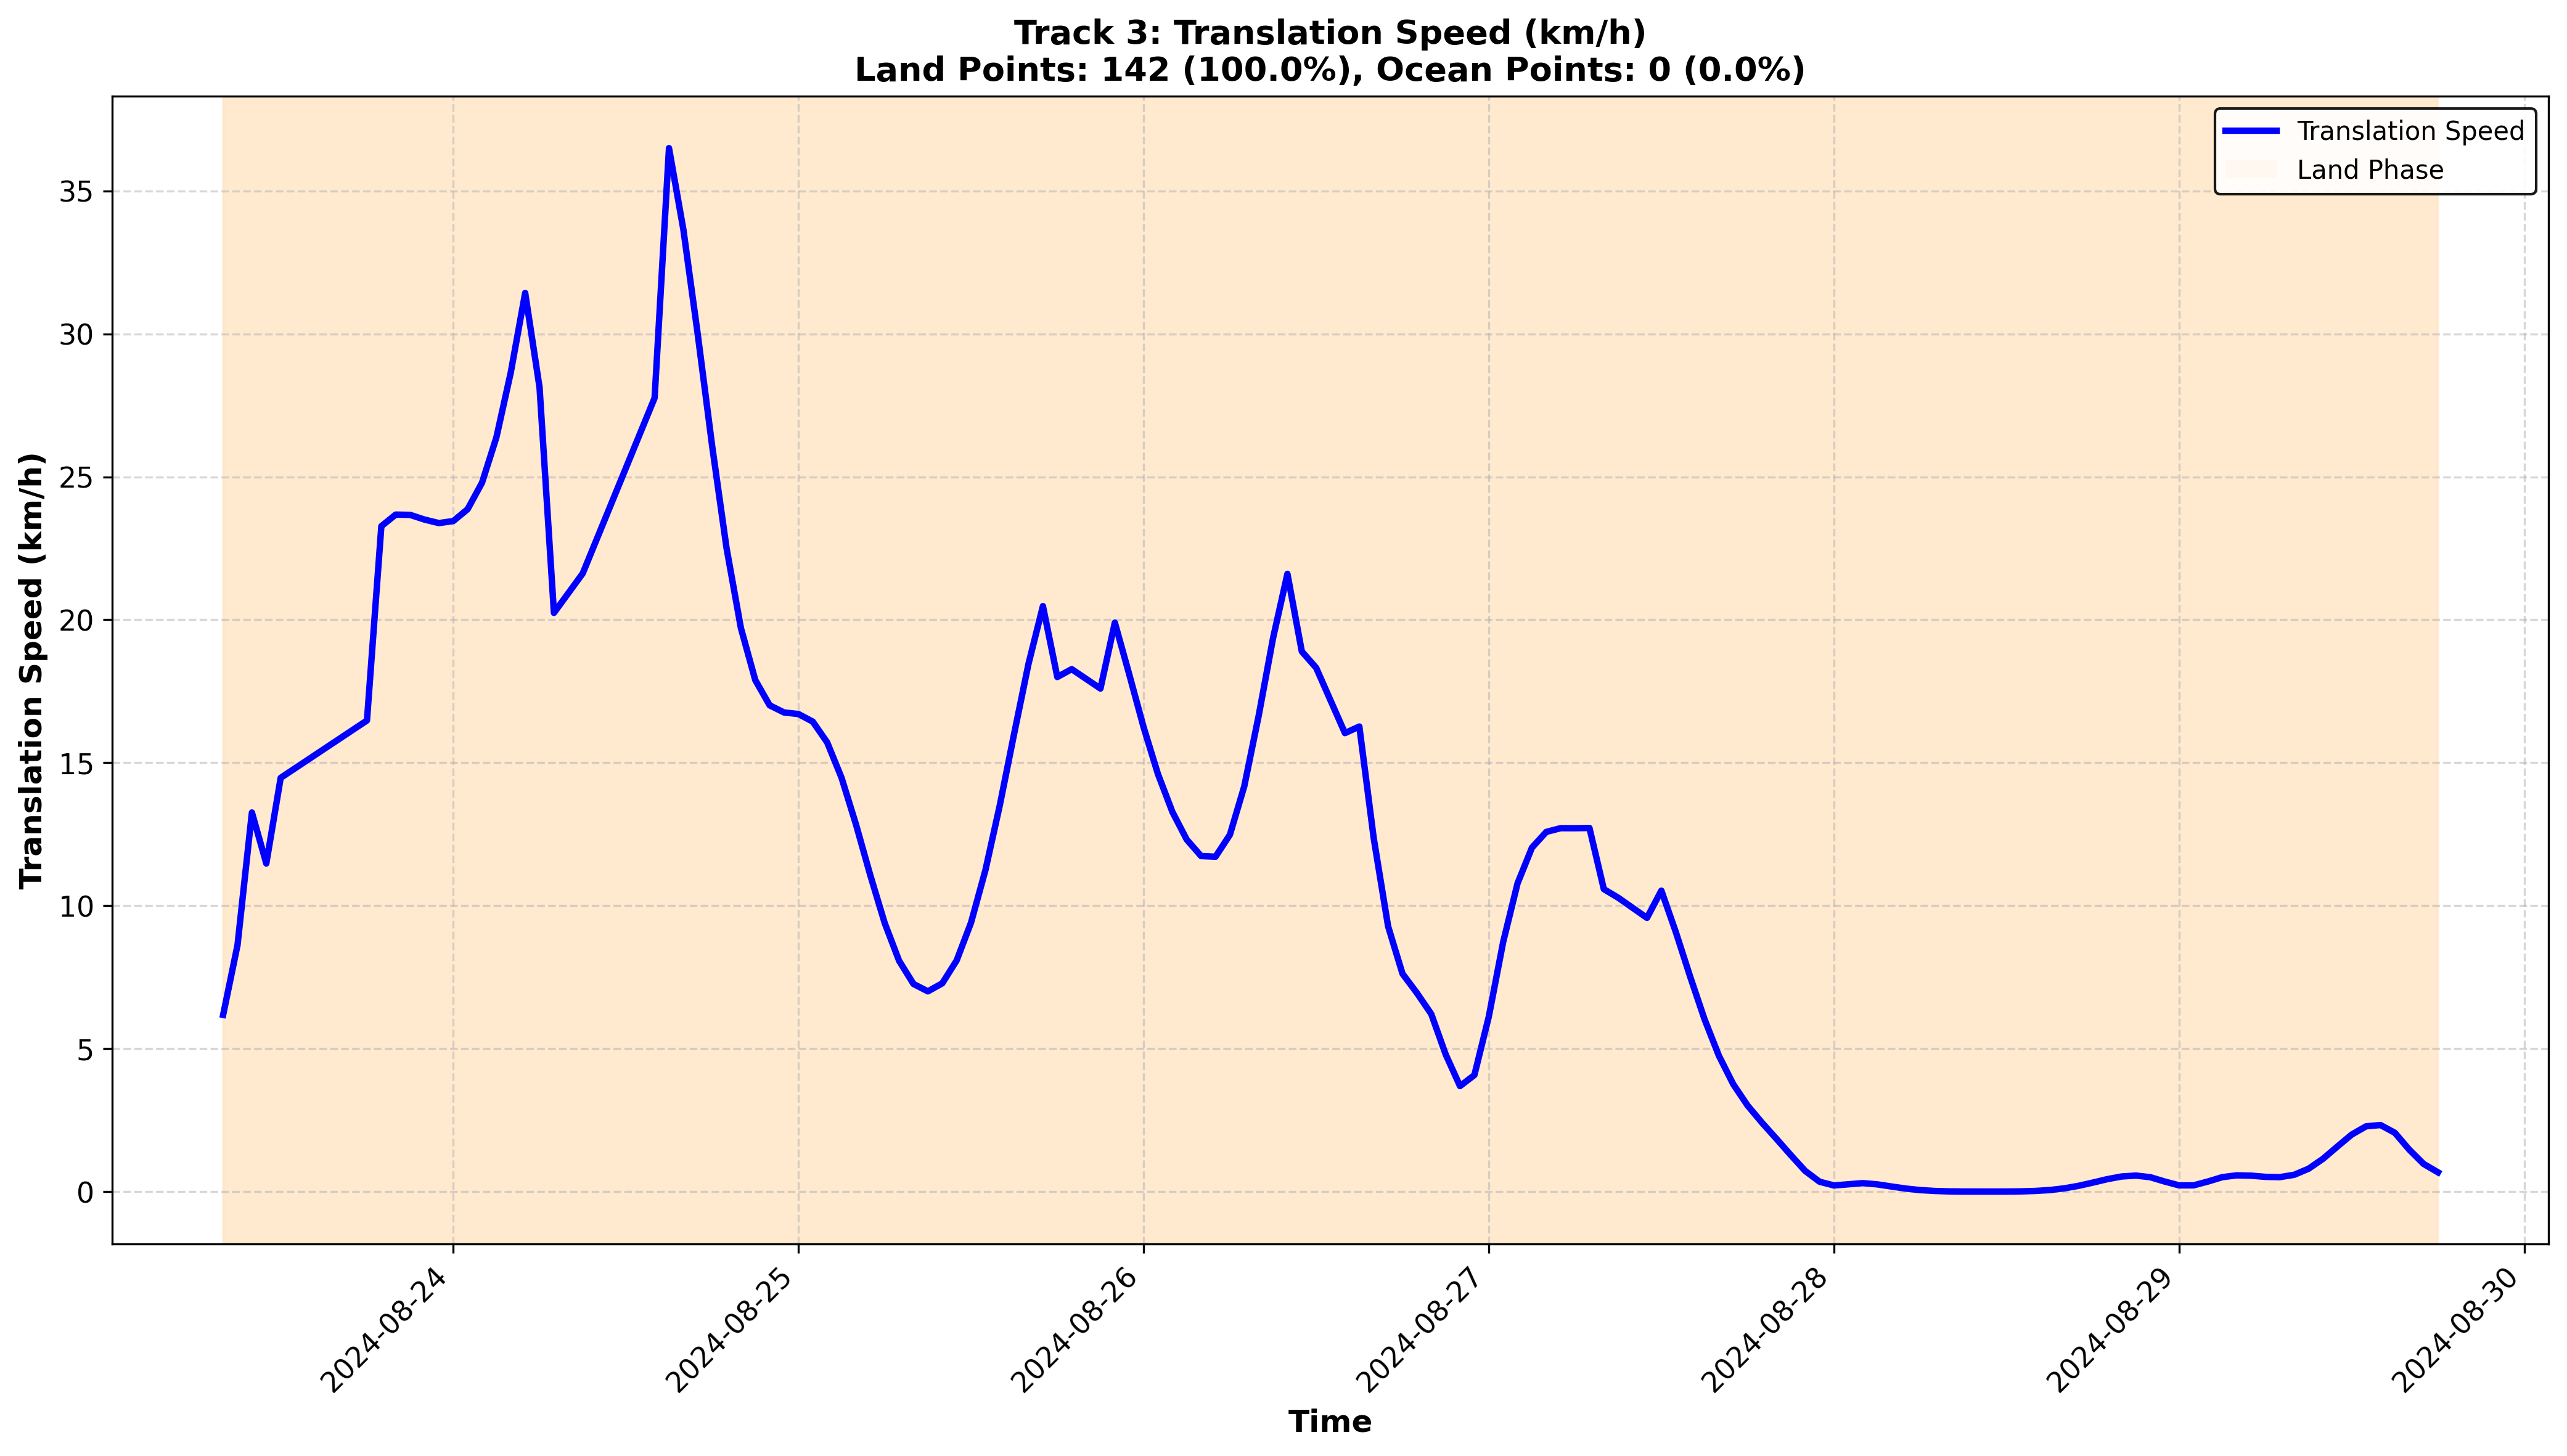 Track 3: Translation Speed (km/h)
Land Points: 142 (100.0%), Ocean Points: 0 (0.0%)
Translation Speed
Land Phase
Translation Speed (km/h)
35
30
25
20
15
10
5
0
2024-08-24
2024-08-25
2024-08-26
2024-08-27
2024-08-28
2024-08-29
2024-08-30
Time